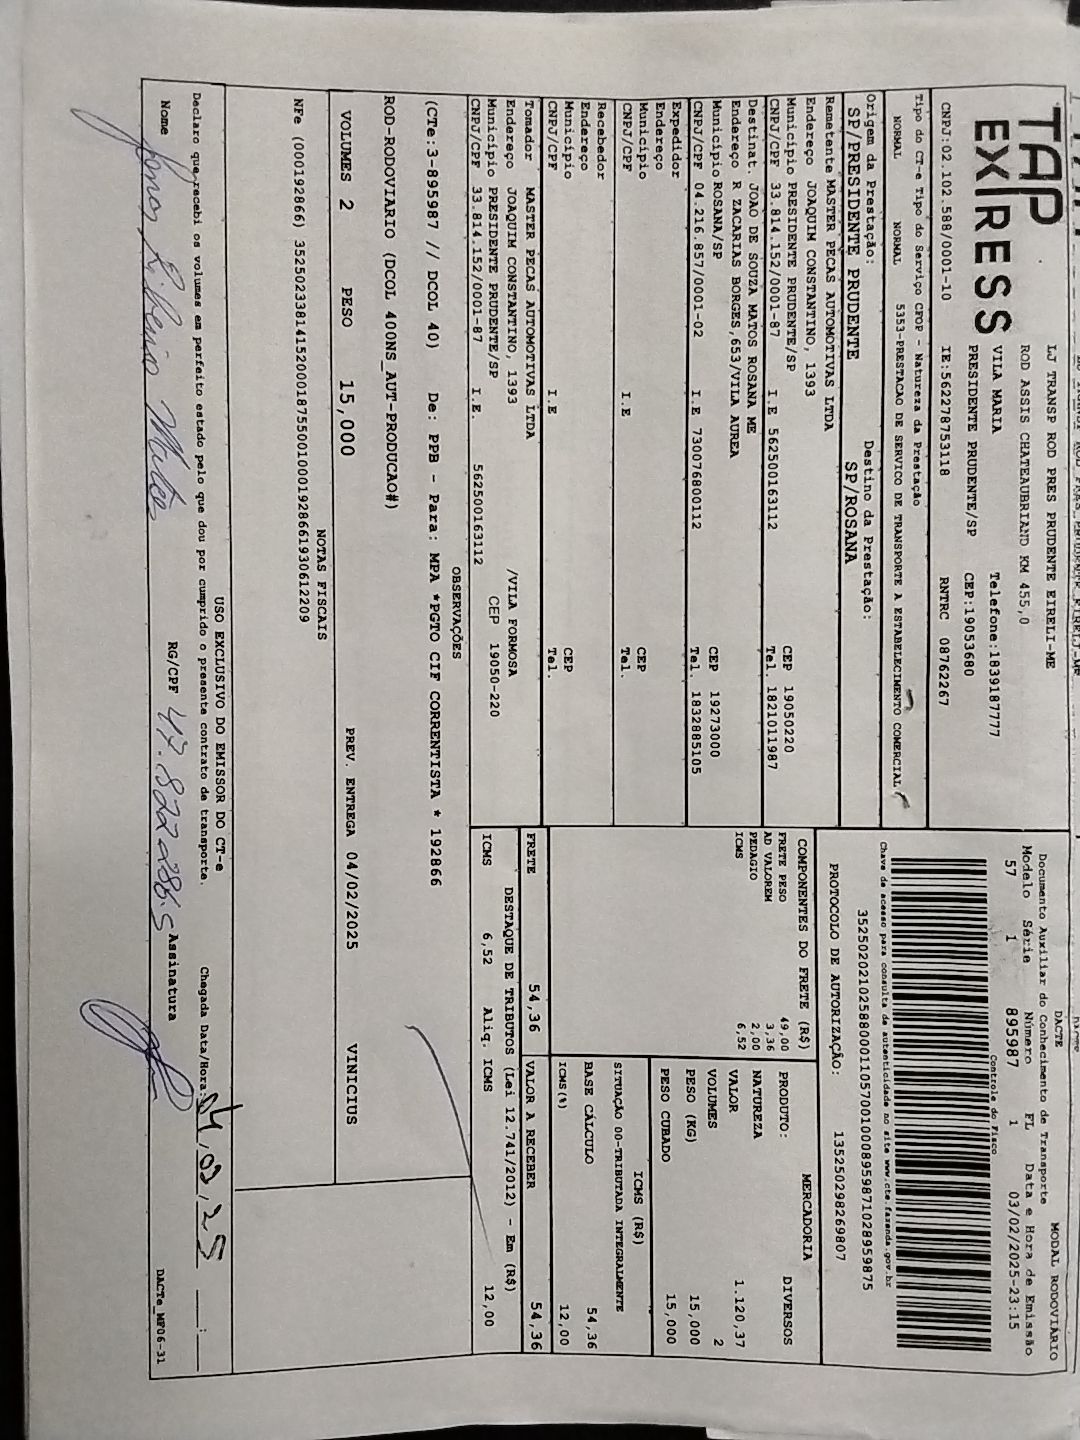 TAP EXPRESS
LJ TRANSP ROD PRES PRUDENTE EIRELI-ME
ROD ASSIS CHATEAUBRIAND KM 455,0
VILA MARIA Telefone:1839187777
PRESIDENTE PRUDENTE/SP CEP:19053680
CNPJ:02.102.588/0001-10 IE:562278753118 RNTRC 08762267
DACTE MODAL RODOVIÁRIO
Documento Auxiliar do Conhecimento de Transporte
Modelo Série Número FL Data e Hora de Emissão
57 1 895987 1 03/02/2025-23:15
Controle do Fisco
Chave de acesso para consulta de autenticidade no site www.cte.fazenda.gov.br
35250202102588000110570010008959871028959875
PROTOCOLO DE AUTORIZAÇÃO: 135250298269807
Tipo do CT-e Tipo do Serviço CFOP - Natureza da Prestação
NORMAL NORMAL 5353-PRESTACAO DE SERVICO DE TRANSPORTE A ESTABELECIMENTO COMERCIAL
Origem da Prestação: Destino da Prestação:
SP/PRESIDENTE PRUDENTE SP/ROSANA
Remetente MASTER PECAS AUTOMOTIVAS LTDA
Endereço JOAQUIM CONSTANTINO, 1393
Município PRESIDENTE PRUDENTE/SP CEP 19050220
CNPJ/CPF 33.814.152/0001-87 I.E 562500163112 Tel. 1821011987
Destinat. JOAO DE SOUZA MATOS ROSANA ME
Endereço R ZACARIAS BORGES,653/VILA AUREA
Município ROSANA/SP CEP 19273000
CNPJ/CPF 04.216.857/0001-02 I.E 730076800112 Tel. 1832885105
Expedidor
Endereço
Município CEP
CNPJ/CPF I.E Tel.
Recebedor
Endereço
Município CEP
CNPJ/CPF I.E Tel.
Tomador MASTER PECAS AUTOMOTIVAS LTDA
Endereço JOAQUIM CONSTANTINO, 1393 /VILA FORMOSA
Município PRESIDENTE PRUDENTE/SP CEP 19050-220
CNPJ/CPF 33.814.152/0001-87 I.E. 562500163112
COMPONENTES DO FRETE (R$)
FRETE PESO 49,00
AD VALOREM 3,36
PEDAGIO 2,00
ICMS 6,52
MERCADORIA
PRODUTO: DIVERSOS
NATUREZA
VALOR 1.120,37
VOLUMES 2
PESO (KG) 15,000
PESO CUBADO 15,000
ICMS (R$)
SITUAÇÃO 00-TRIBUTADA INTEGRALMENTE
BASE CÁLCULO 54,36
ICMS(%) 12,00
FRETE 54,36 VALOR A RECEBER 54,36
DESTAQUE DE TRIBUTOS (Lei 12.741/2012) - Em (R$)
ICMS 6,52 Aliq. ICMS 12,00
OBSERVAÇÕES
(CTe:3-895987 // DCOL 40) De: PPB - Para: MPA *PGTO CIF CORRENTISTA * 192866
ROD-RODOVIARIO (DCOL 400NS_AUT-PRODUCAO#)
VOLUMES 2 PESO 15,000 PREV. ENTREGA 04/02/2025 VINICIUS
NOTAS FISCAIS
NFe (000192866) 35250233814152000187550010001928661930612209
USO EXCLUSIVO DO EMISSOR DO CT-e
Declaro que recebi os volumes em perfeito estado pelo que dou por cumprido o presente contrato de transporte. Chegada Data/Hora: 04,02,25 :
Nome RG/CPF Assinatura
DACTe_MP06-31